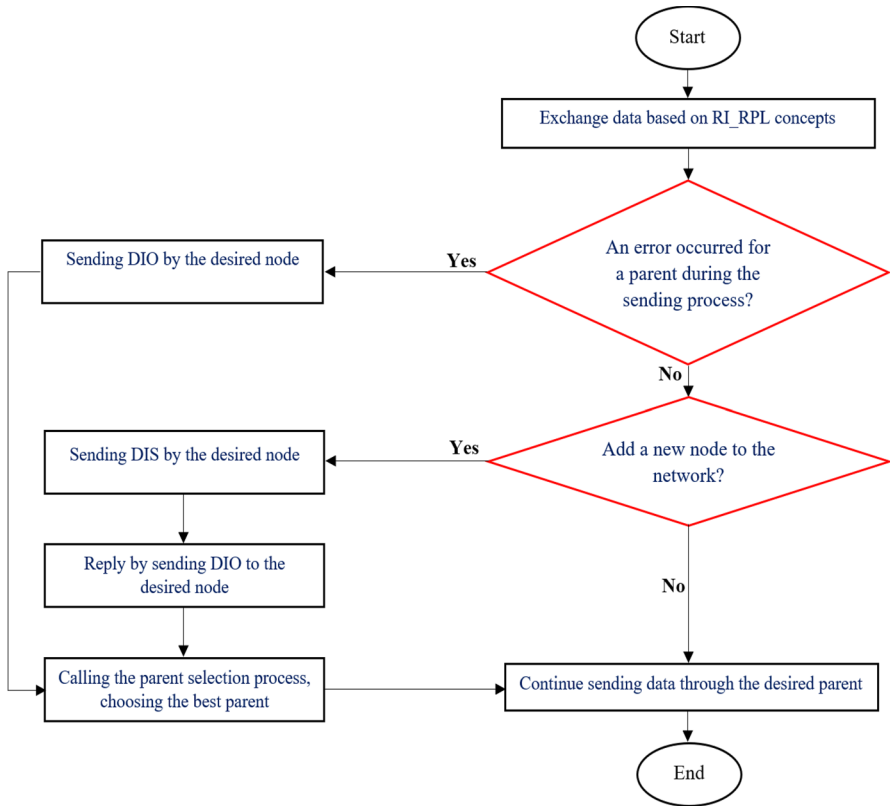 Start
Exchange data based on RI_RPL concepts
An error occurred for
a parent during the
sending process?
Yes
Sending DIO by the desired node
No
Add a new node to the
network?
Yes
Sending DIS by the desired node
Reply by sending DIO to the
desired node
No
Calling the parent selection process,
choosing the best parent
Continue sending data through the desired parent
End